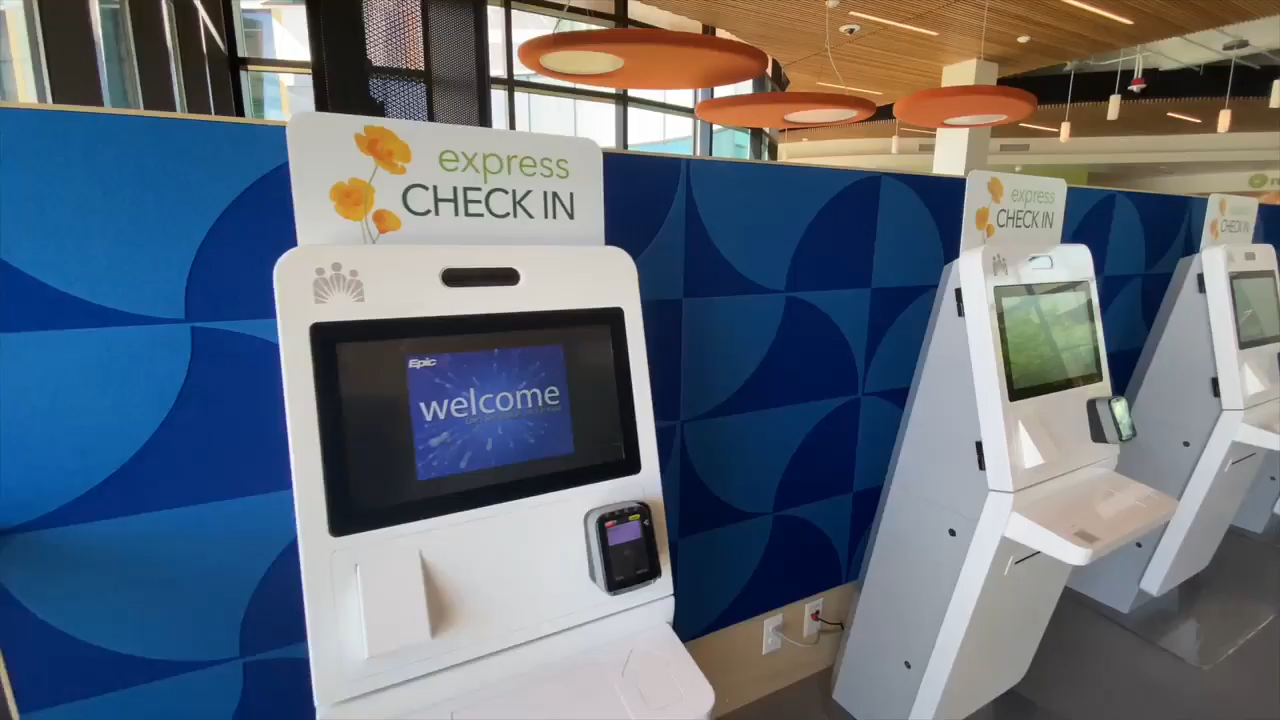 express
CHECK IN
Epic
welcome
express
CHECK IN
CHECK IN